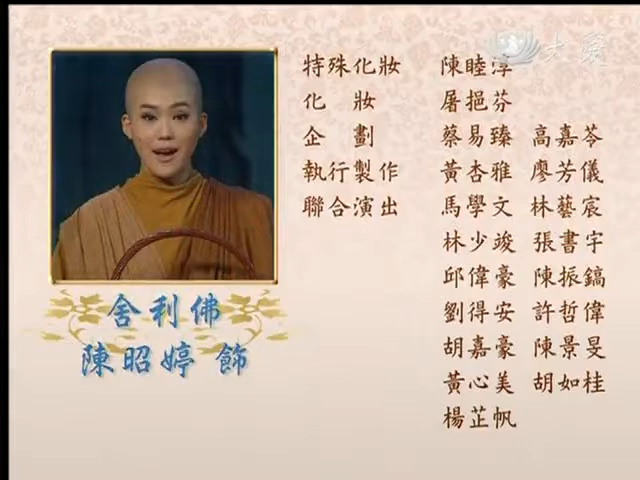 大愛
特殊化妝 陳睦淳
化 妝 屠挹芬
企 劃 蔡易臻 高嘉苓
執行製作 黃杏雅 廖芳儀
聯合演出 馬學文 林藝宸
林少竣 張書宇
邱偉豪 陳振鎬
劉得安 許哲偉
胡嘉豪 陳景旻
黃心美 胡如桂
楊芷帆
舍利佛
陳昭婷 飾